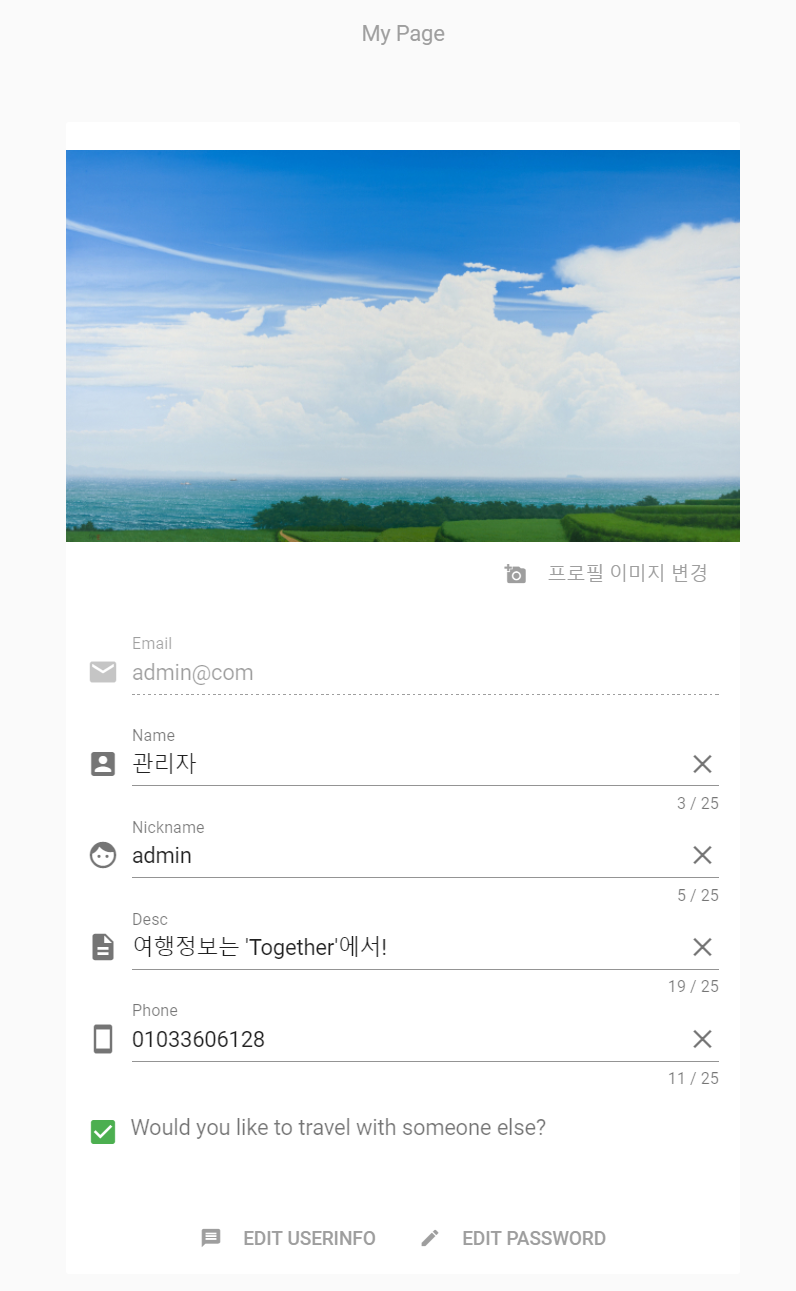 My Page
프로필 이미지 변경
Email
admin@com
Name
관리자
3 / 25
Nickname
admin
5 / 25
Desc
여행정보는 'Together'에서!
19 / 25
Phone
01033606128
11 / 25
Would you like to travel with someone else?
EDIT USERINFO EDIT PASSWORD